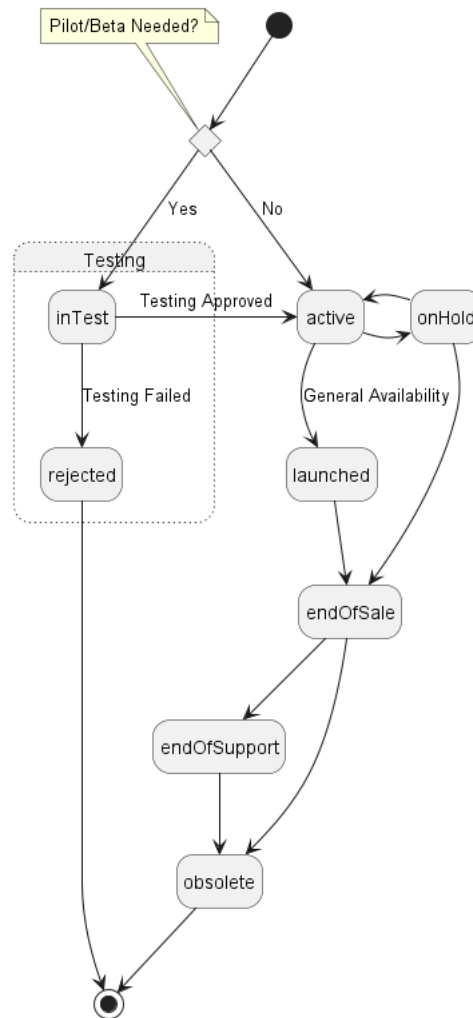 Pilot/Beta Needed?
Yes
No
Testing
inTest
Testing Approved
active
onHold
Testing Failed
General Availability
rejected
launched
endOfSale
endOfSupport
obsolete